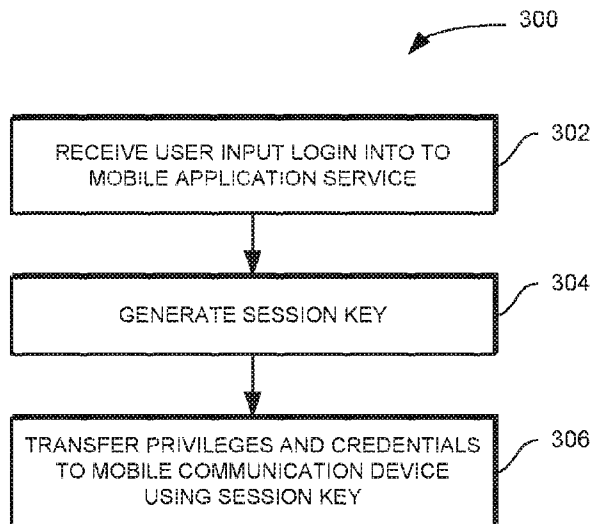 300
RECEIVE USER INPUT LOGIN INTO TO
MOBILE APPLICATION SERVICE
302
GENERATE SESSION KEY
304
TRANSFER PRIVILEGES AND CREDENTIALS
TO MOBILE COMMUNICATION DEVICE
USING SESSION KEY
306